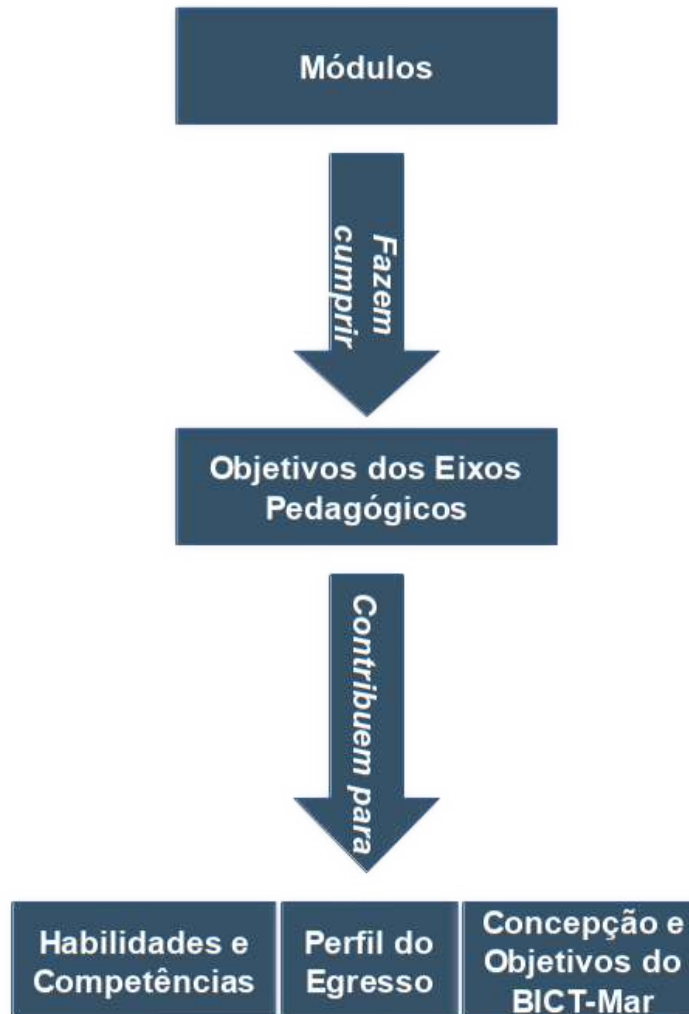 Módulos
Fazem
cumprir
Objetivos dos Eixos
Pedagógicos
Contribuem para
Habilidades e
Competências
Perfil do
Egresso
Concepção e
Objetivos do
BICT-Mar